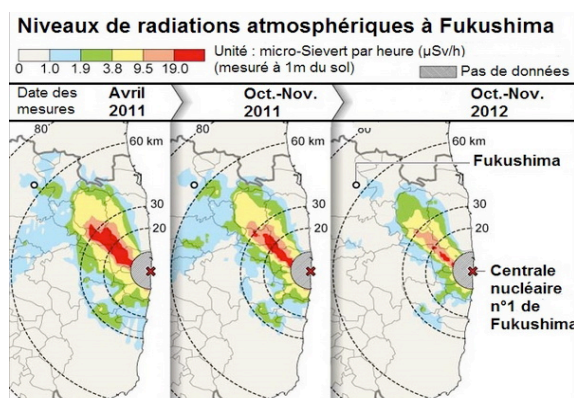 Niveaux de radiations atmosphériques à Fukushima
Unité : micro-Sievert par heure (µSv/h)
(mesuré à 1m du sol)
0 1.0 1.9 3.8 9.5 19.0
Pas de données
Date des
mesures
Avril
2011
Oct.-Nov.
2011
Oct.-Nov.
2012
80
60 km
30
20
80
60 km
30
20
60 km
30
20
Fukushima
Centrale
nucléaire
n°1 de
Fukushima